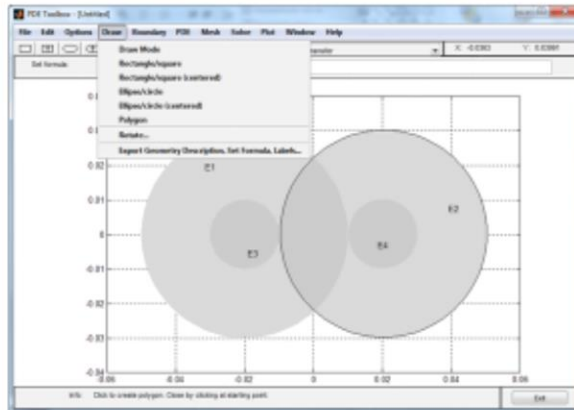 PDE Toolbox - [Untitled]
File Edit Options Draw Boundary PDE Mesh Solve Plot Window Help
X: -0.0363 Y: 0.03991
Set formula:
Draw Mode
Rectangle/square
Rectangle/square (centered)
Ellipse/circle
Ellipse/circle (centered)
Polygon
Rotate...
Export Geometry Description, Set Formula, Labels...
E1
0.01
E2
0
E3
E4
-0.01
-0.02
-0.03
-0.04
-0.06 -0.04 -0.02 0 0.02 0.04 0.06
Info: Click to create polygon. Close by clicking at starting point.
Exit